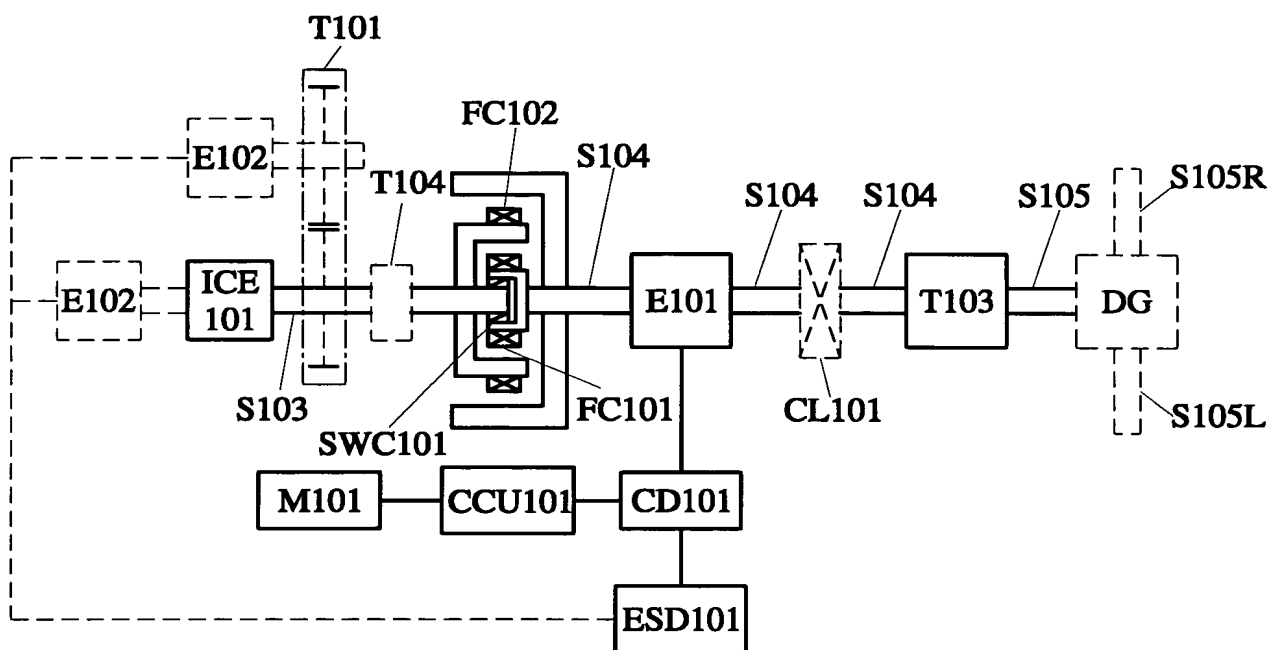 T101
FC102
E102
S104
T104
S104
S104
S105
S105R
E102
ICE
101
E101
T103
DG
S103
SWC101
FC101
CL101
S105L
M101
CCU101
CD101
ESD101